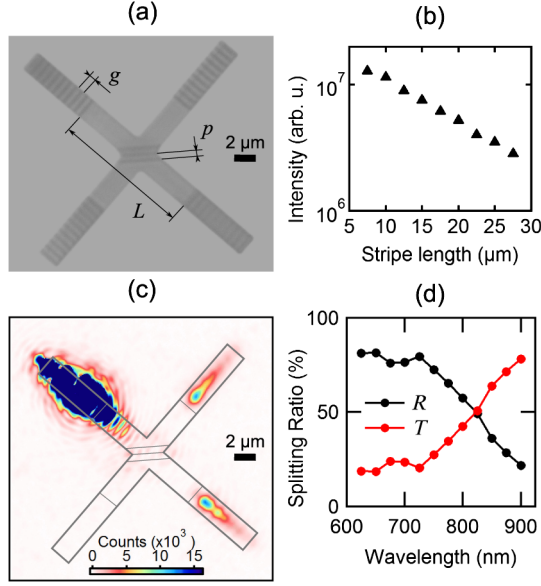 (a)
g
p
2 μm
L
(b)
Intensity (arb. u.)
10⁷
10⁶
5 10 15 20 25 30
Stripe length (μm)
(c)
2 μm
Counts (x10³)
0 5 10 15
(d)
Splitting Ratio (%)
100
50
0
R
T
600 700 800 900
Wavelength (nm)